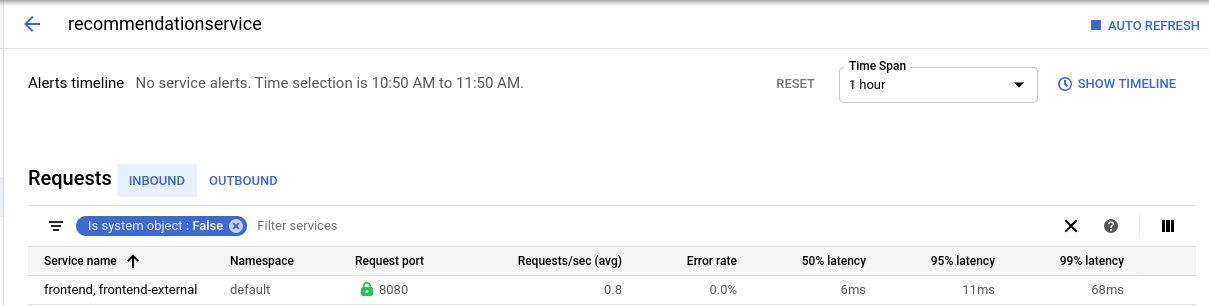 recommendationservice
AUTO REFRESH
Alerts timeline No service alerts. Time selection is 10:50 AM to 11:50 AM.
RESET
Time Span
1 hour
SHOW TIMELINE
Requests INBOUND OUTBOUND
Is system object : False Filter services
Service name Namespace Request port Requests/sec (avg) Error rate 50% latency 95% latency 99% latency
frontend, frontend-external default 8080 0.8 0.0% 6ms 11ms 68ms